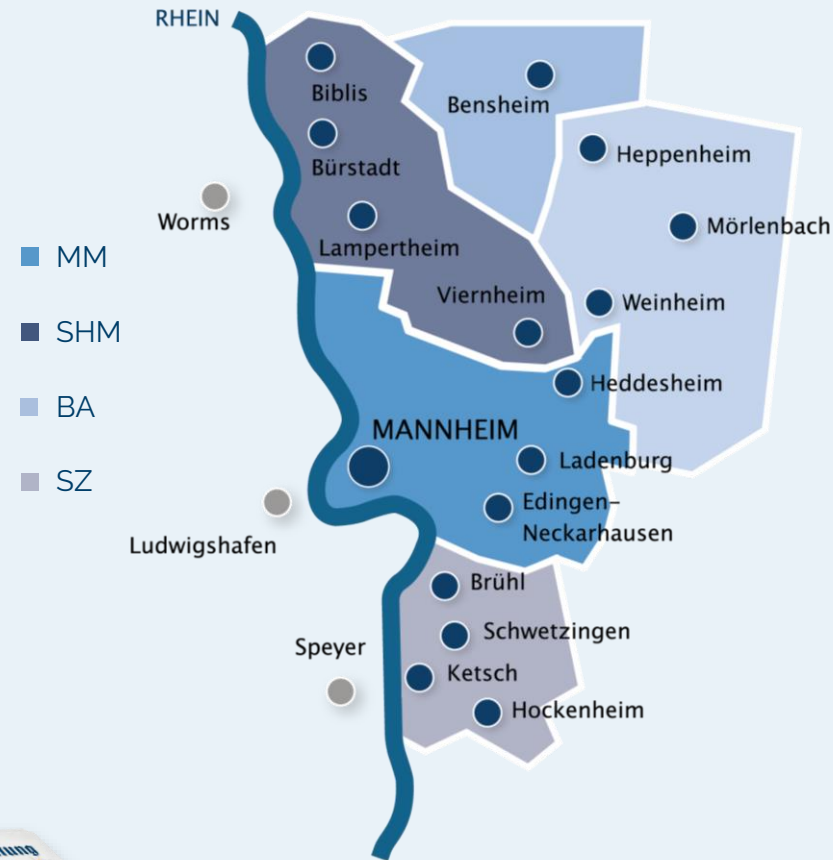 RHEIN
Biblis
Bensheim
Bürstadt
Heppenheim
Worms
Mörlenbach
Lampertheim
MM
Viernheim
Weinheim
SHM
Heddesheim
BA
MANNHEIM
Ladenburg
SZ
Edingen–
Neckarhausen
Ludwigshafen
Brühl
Schwetzingen
Speyer
Ketsch
Hockenheim